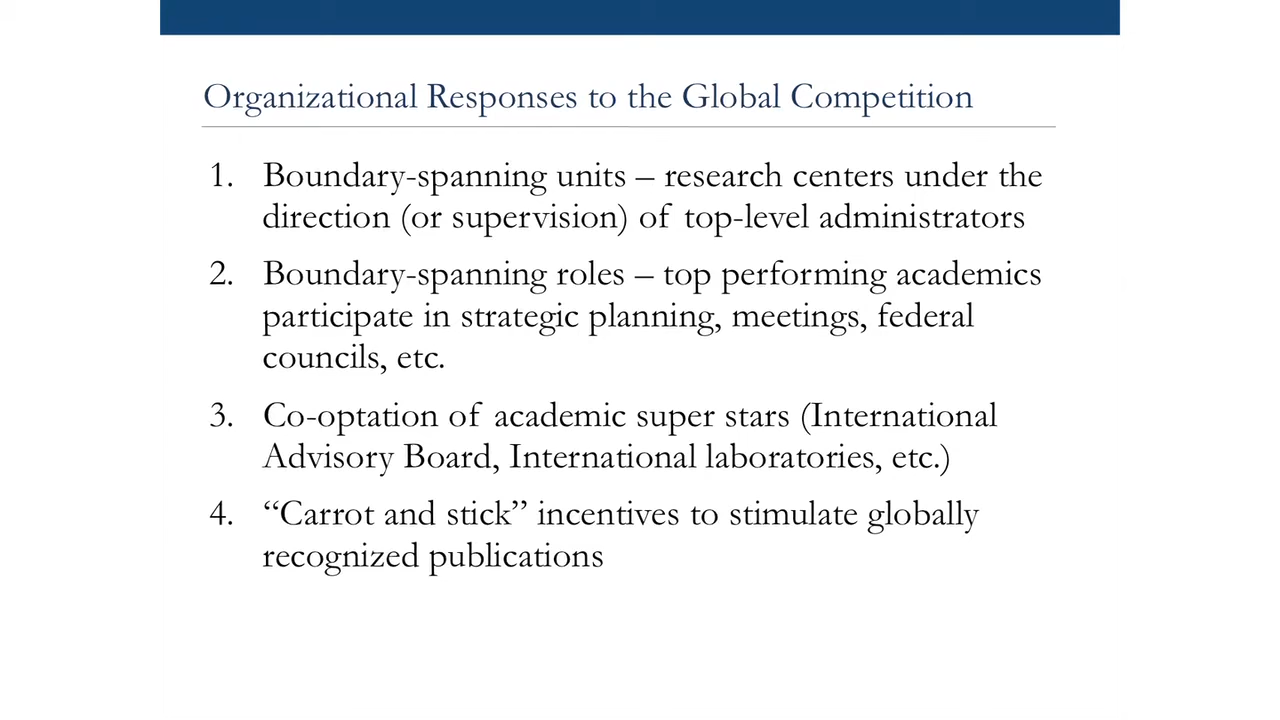 Organizational Responses to the Global Competition
1. Boundary-spanning units – research centers under the
direction (or supervision) of top-level administrators
2. Boundary-spanning roles – top performing academics
participate in strategic planning, meetings, federal
councils, etc.
3. Co-optation of academic super stars (International
Advisory Board, International laboratories, etc.)
4. “Carrot and stick” incentives to stimulate globally
recognized publications